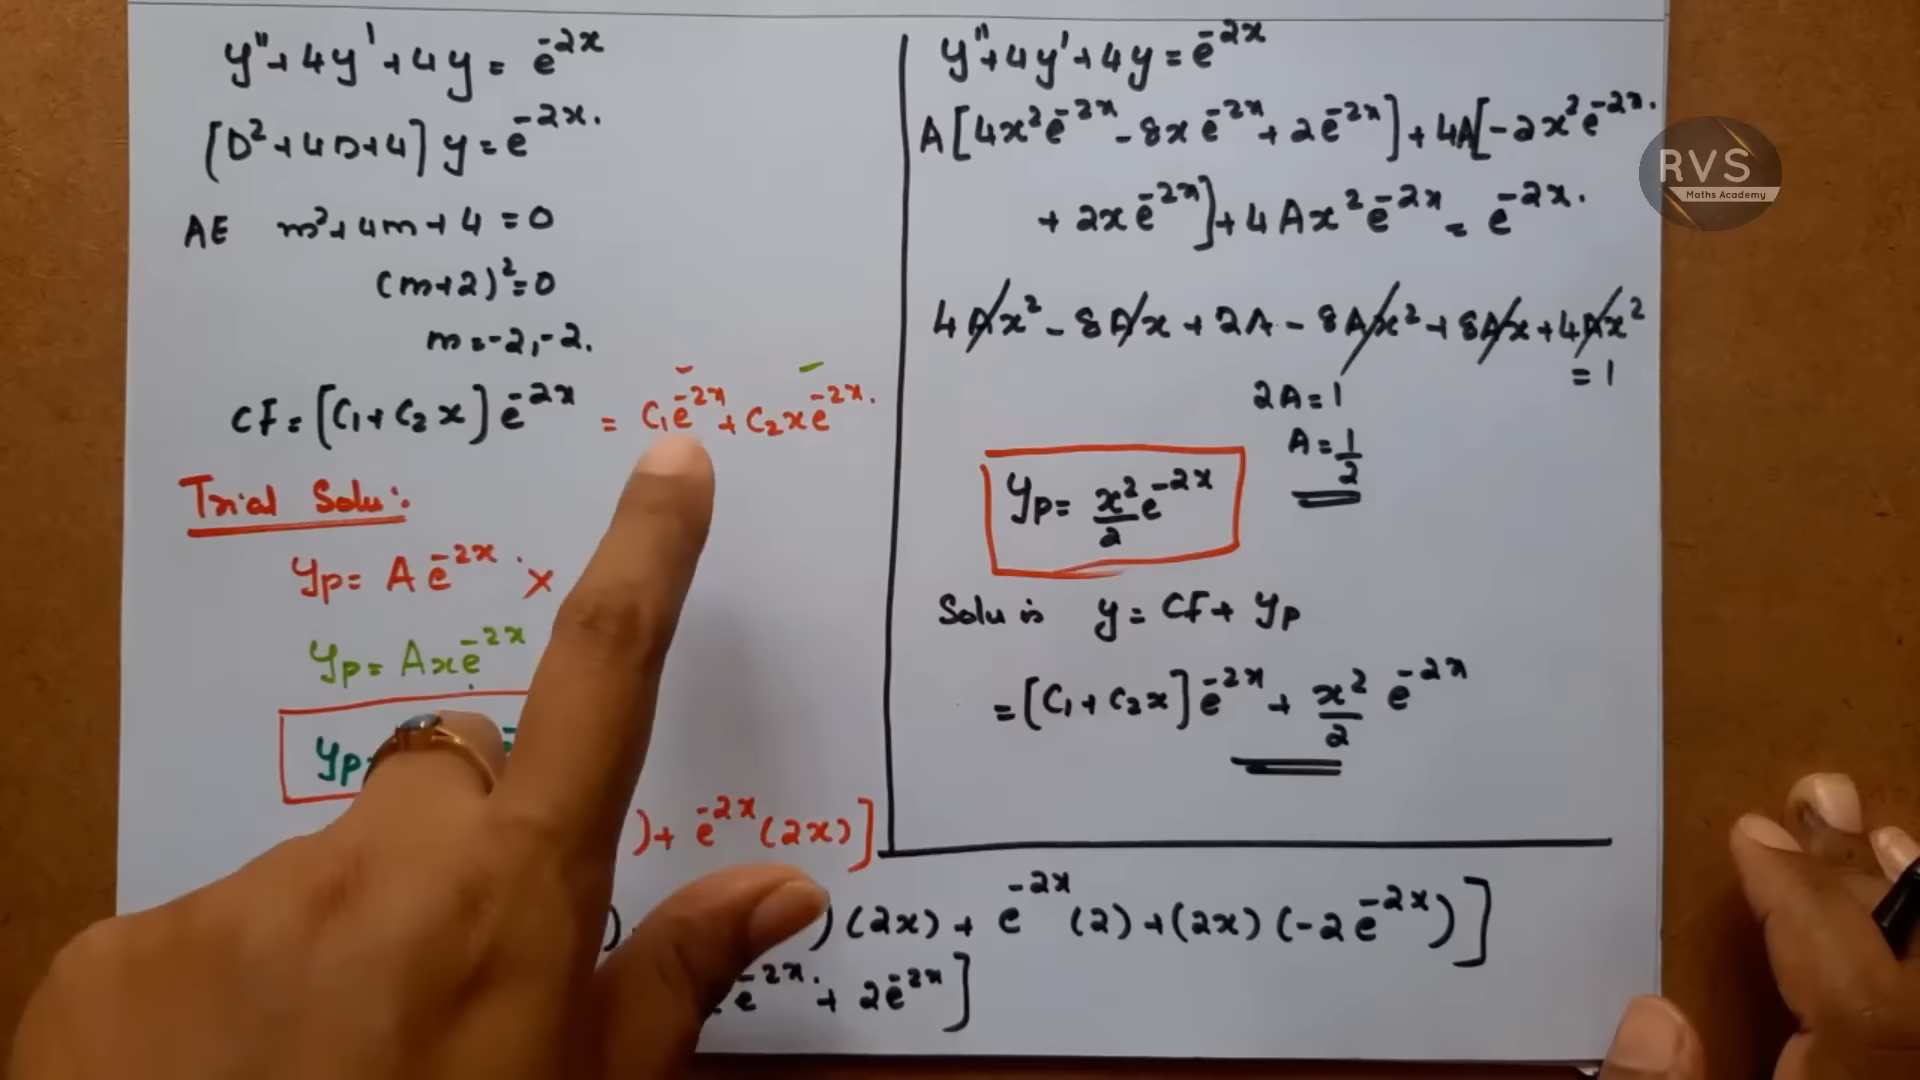 y'' + 4y' + 4y = e^{-2x}
[D² + 4D + 4] y = e^{-2x}.
AE m² + 4m + 4 = 0
(m+2)² = 0
m = -2, -2.
CF = [C₁ + C₂x] e^{-2x} = C₁e^{-2x} + C₂xe^{-2x}.
Trial Solu:
yp = A e^{-2x} ×
yp = Axe^{-2x}
yp
) + e^{-2x} (2x)]
y'' + 4y' + 4y = e^{-2x}
A[4x²e^{-2x} - 8xe^{-2x} + 2e^{-2x}] + 4A[-2x²e^{-2x}.
+ 2xe^{-2x}] + 4Ax²e^{-2x} = e^{-2x}.
4Ax² - 8Ax + 2A - 8Ax² + 8Ax + 4Ax²
= 1
2A = 1
A = 1/2
yp = x²/2 e^{-2x}
Solu is y = CF + yp
= [C₁ + C₂x] e^{-2x} + x²/2 e^{-2x}
) (2x) + e^{-2x} (2) + (2x) (-2e^{-2x})]
e^{-2x} + 2e^{-2x}]
RVS
Maths Academy